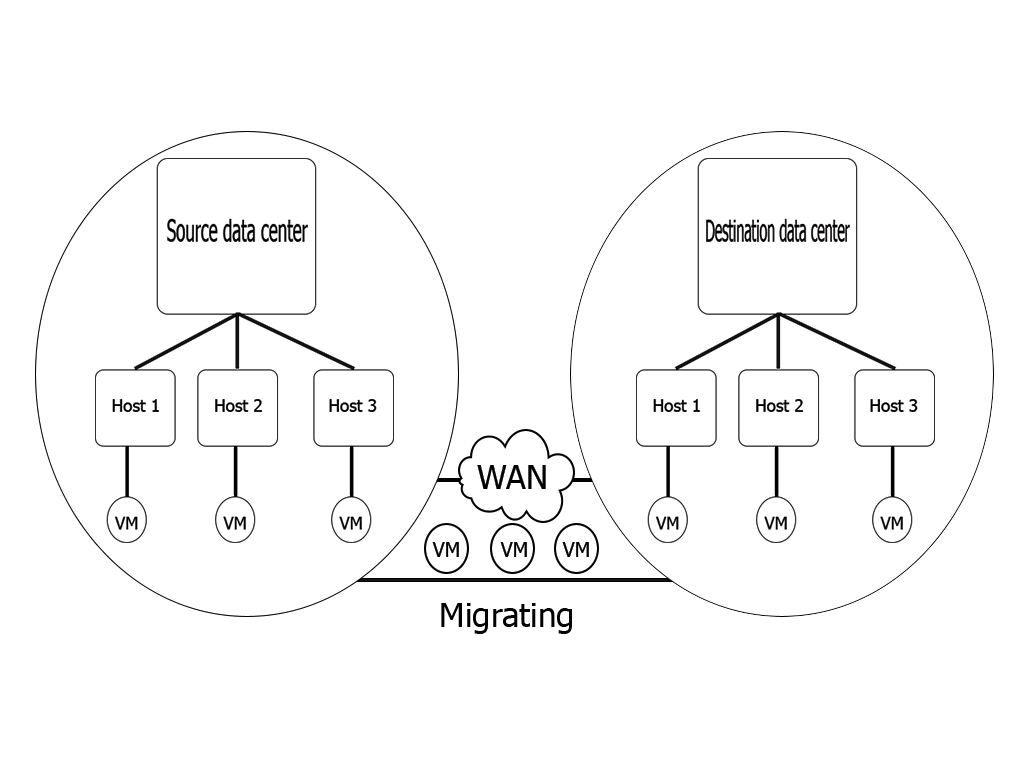 Source data center
Destination data center
Host 1
Host 2
Host 3
Host 1
Host 2
Host 3
WAN
VM
VM
VM
VM
VM
VM
VM
VM
VM
Migrating